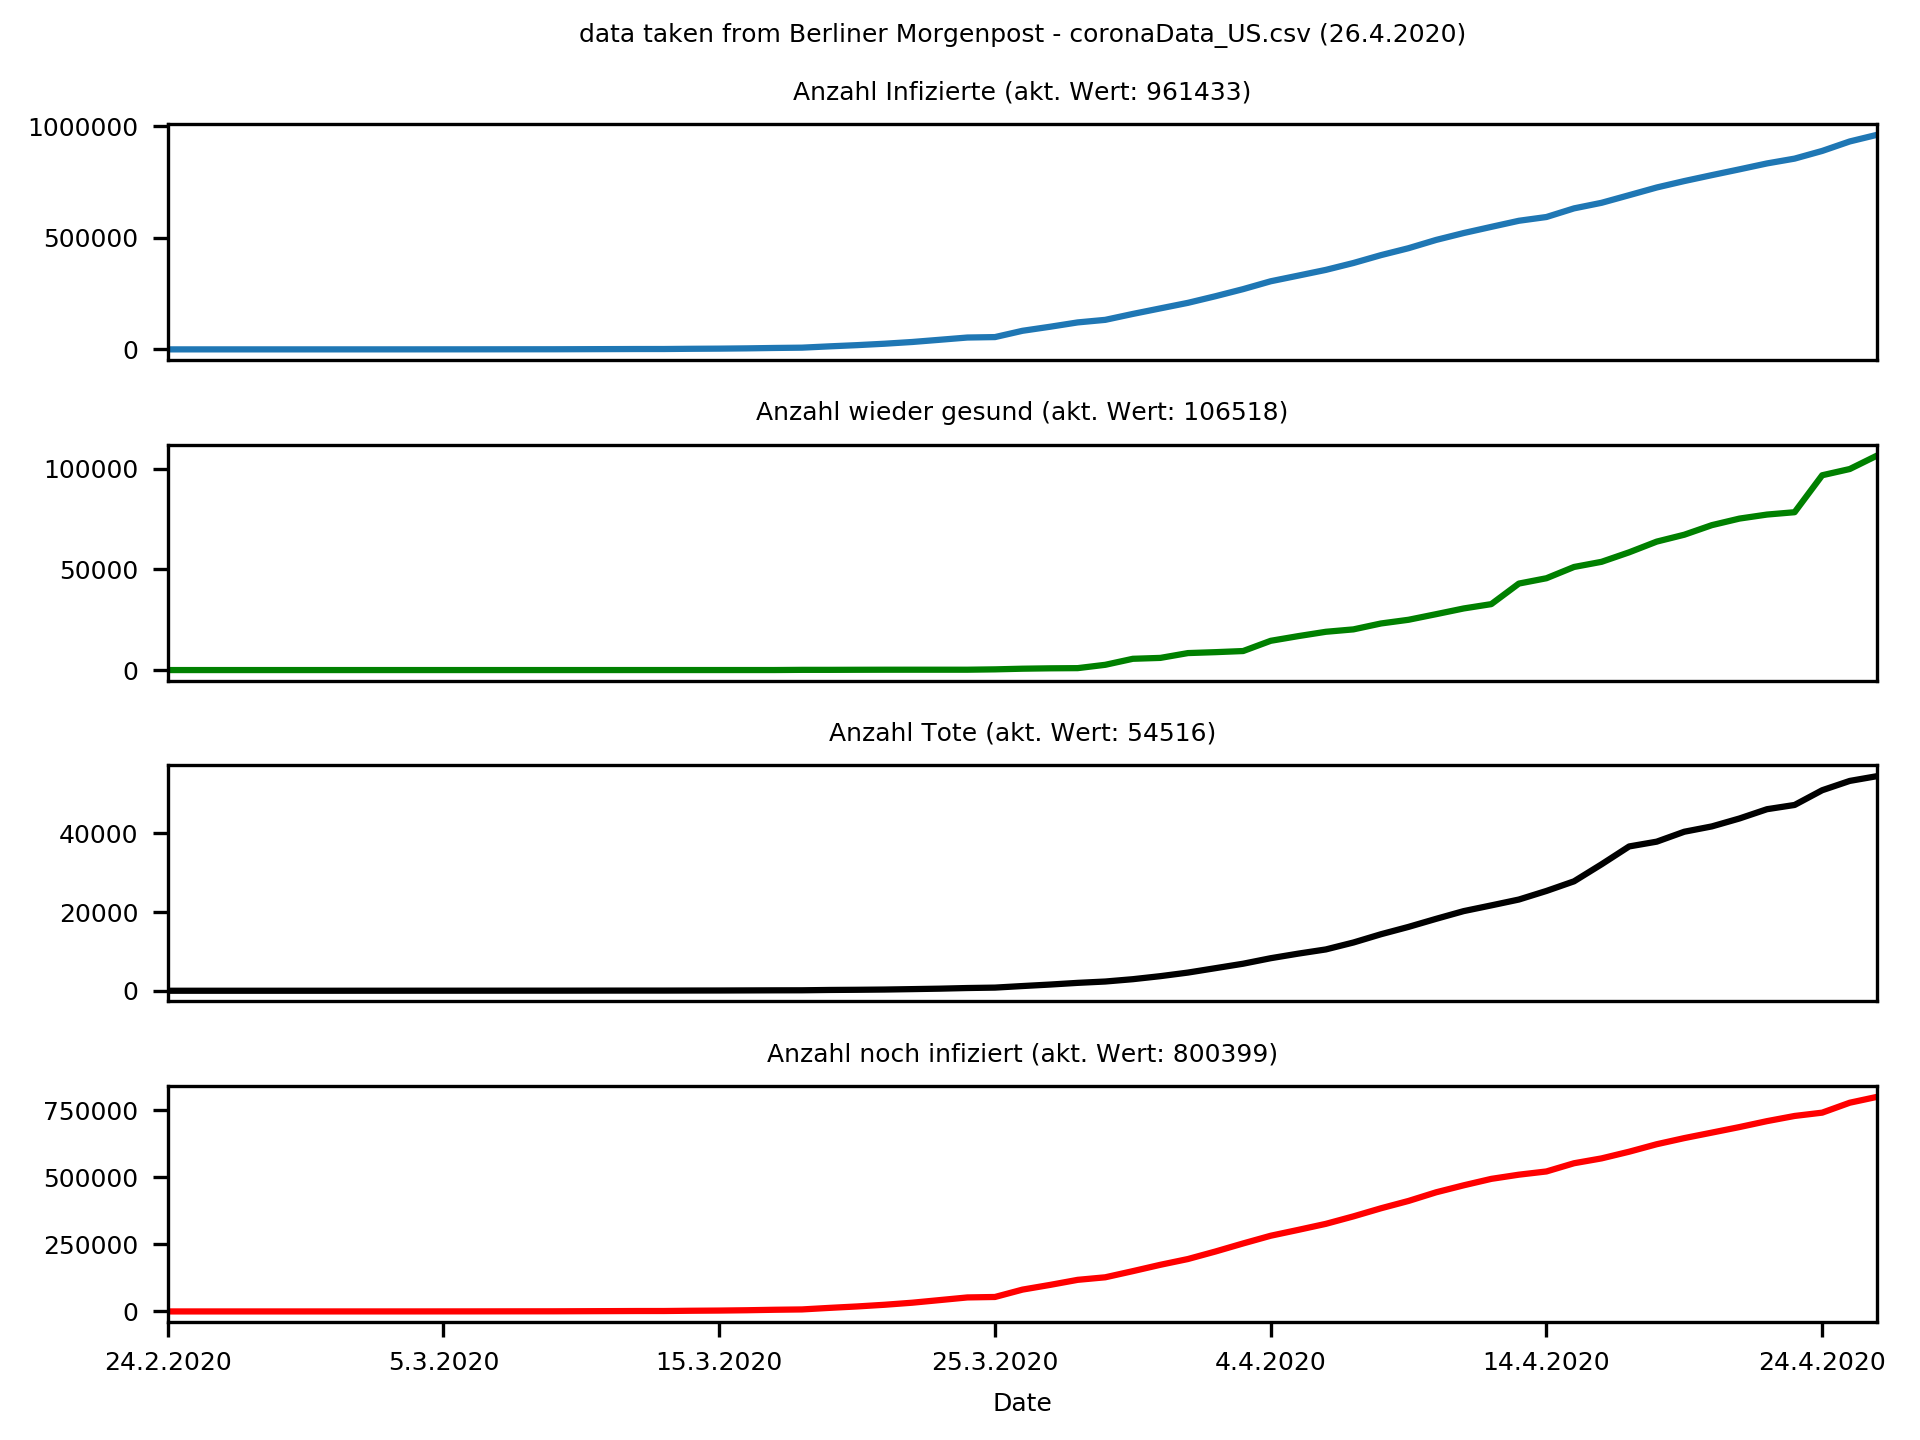 data taken from Berliner Morgenpost - coronaData_US.csv (26.4.2020)
Anzahl Infizierte (akt. Wert: 961433)
1000000
500000
0
Anzahl wieder gesund (akt. Wert: 106518)
100000
50000
0
Anzahl Tote (akt. Wert: 54516)
40000
20000
0
Anzahl noch infiziert (akt. Wert: 800399)
750000
500000
250000
0
24.2.2020 5.3.2020 15.3.2020 25.3.2020 4.4.2020 14.4.2020 24.4.2020
Date